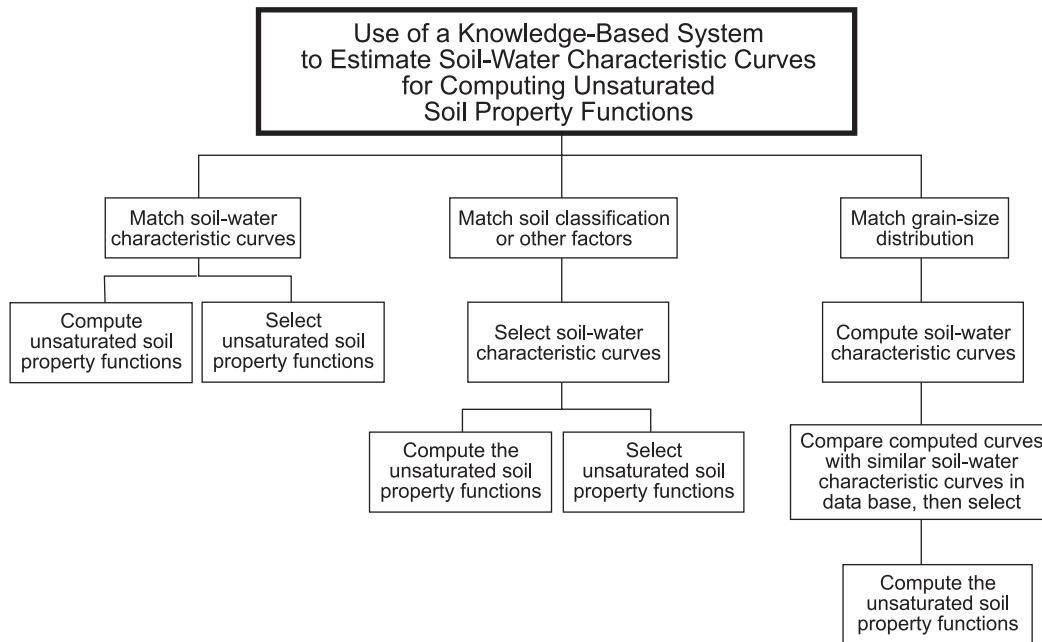 Use of a Knowledge-Based System
to Estimate Soil-Water Characteristic Curves
for Computing Unsaturated
Soil Property Functions
Match soil-water
characteristic curves
Match soil classification
or other factors
Match grain-size
distribution
Compute
unsaturated soil
property functions
Select
unsaturated soil
property functions
Select soil-water
characteristic curves
Compute soil-water
characteristic curves
Compute the
unsaturated soil
property functions
Select
unsaturated soil
property functions
Compare computed curves
with similar soil-water
characteristic curves in
data base, then select
Compute the
unsaturated soil
property functions